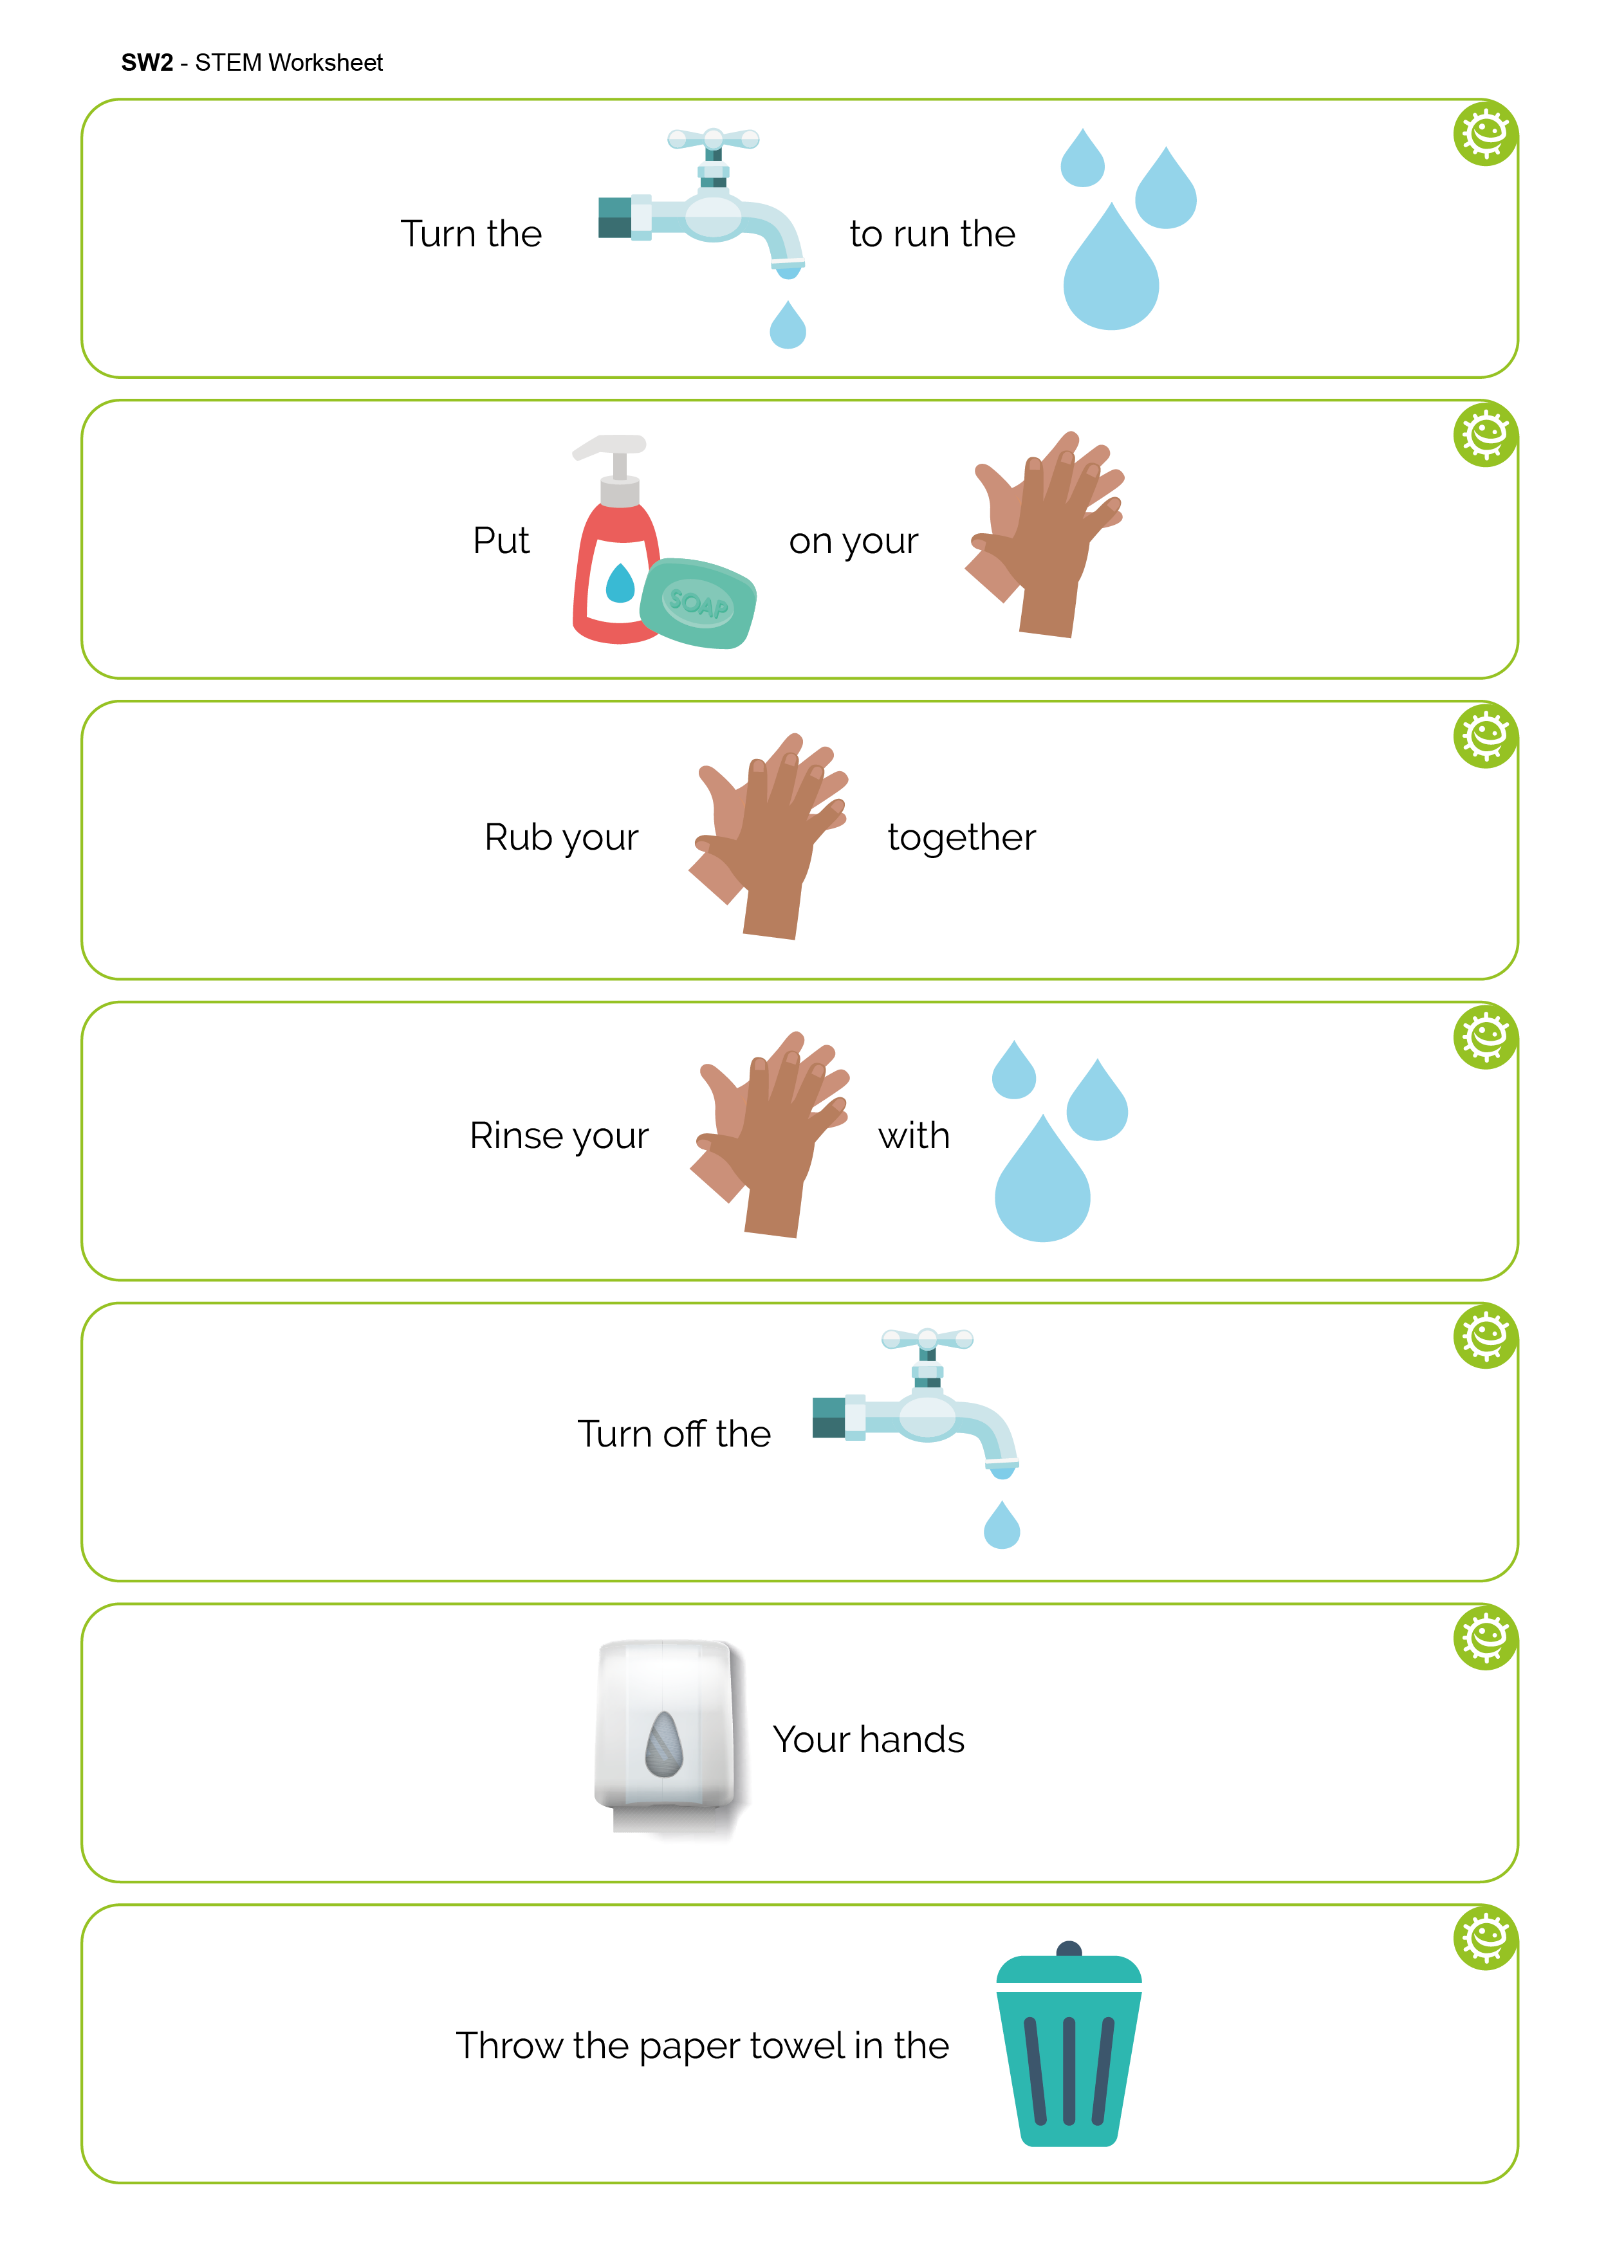 SW2 - STEM Worksheet
Turn the to run the
Put SOAP on your
Rub your together
Rinse your with
Turn off the
Your hands
Throw the paper towel in the